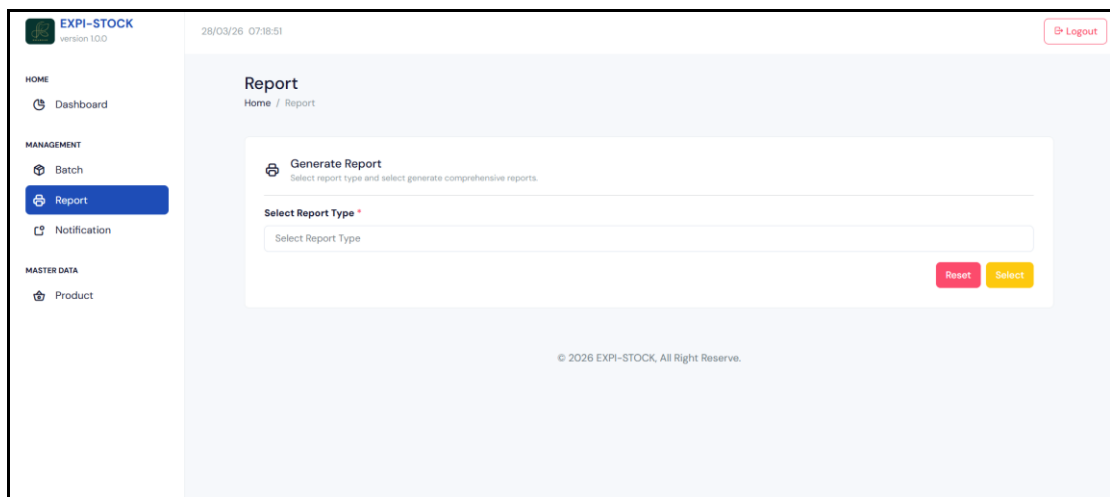 EXPI-STOCK
version 1.0.0
28/03/26 07:18:51
Logout
HOME
Dashboard
MANAGEMENT
Batch
Report
Notification
MASTER DATA
Product
Report
Home / Report
Generate Report
Select report type and select generate comprehensive reports.
Select Report Type *
Select Report Type
Reset Select
© 2026 EXPI-STOCK, All Right Reserve.